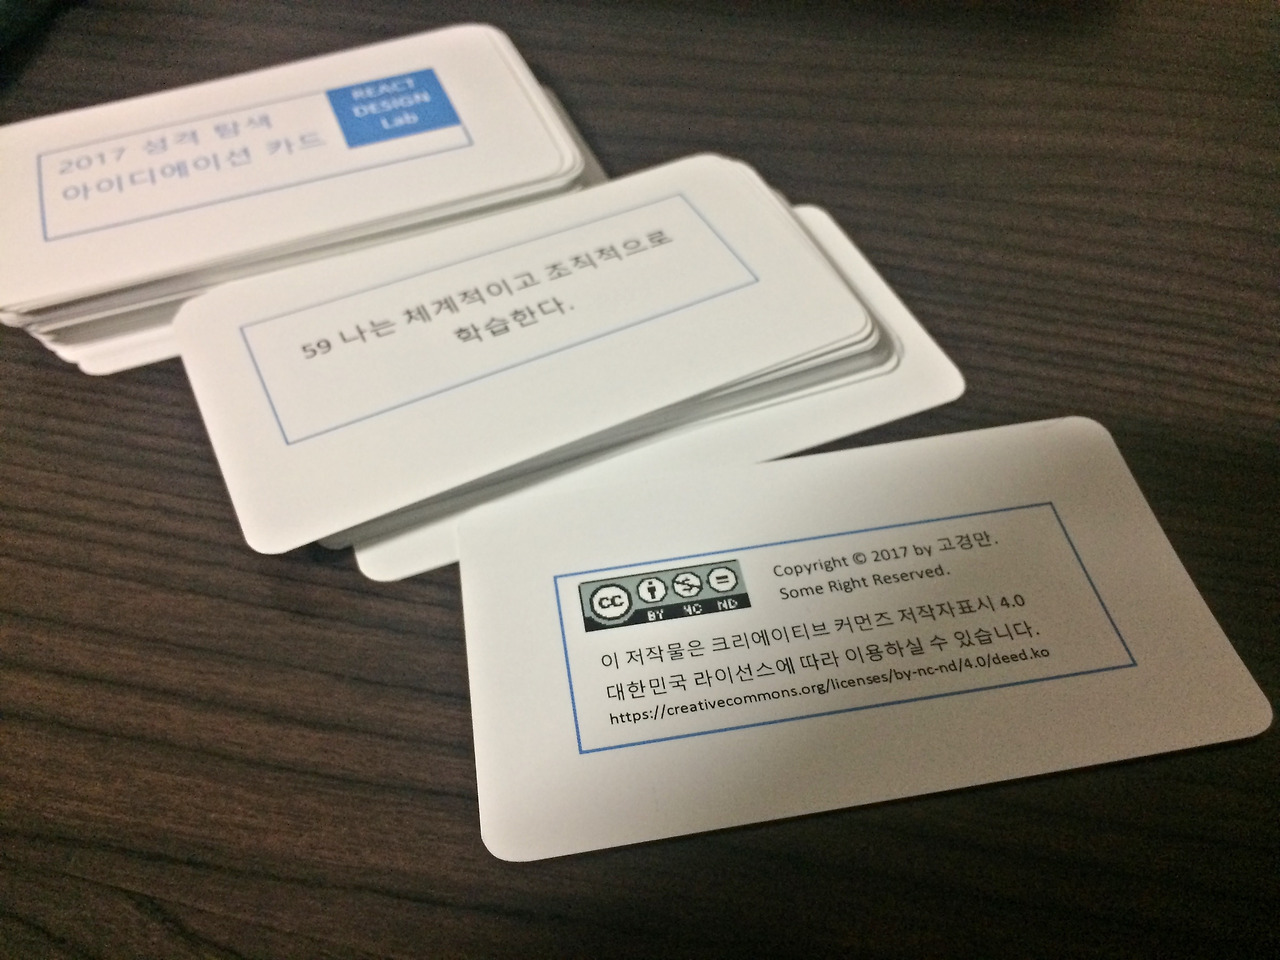 2017 성격 탐색
아이디에이션 카드
REACT
DESIGN
Lab
59 나는 체계적이고 조직적으로
학습한다.
cc
BY NC ND
Copyright © 2017 by 고경만.
Some Right Reserved.
이 저작물은 크리에이티브 커먼즈 저작자표시 4.0
대한민국 라이선스에 따라 이용하실 수 있습니다.
https://creativecommons.org/licenses/by-nc-nd/4.0/deed.ko